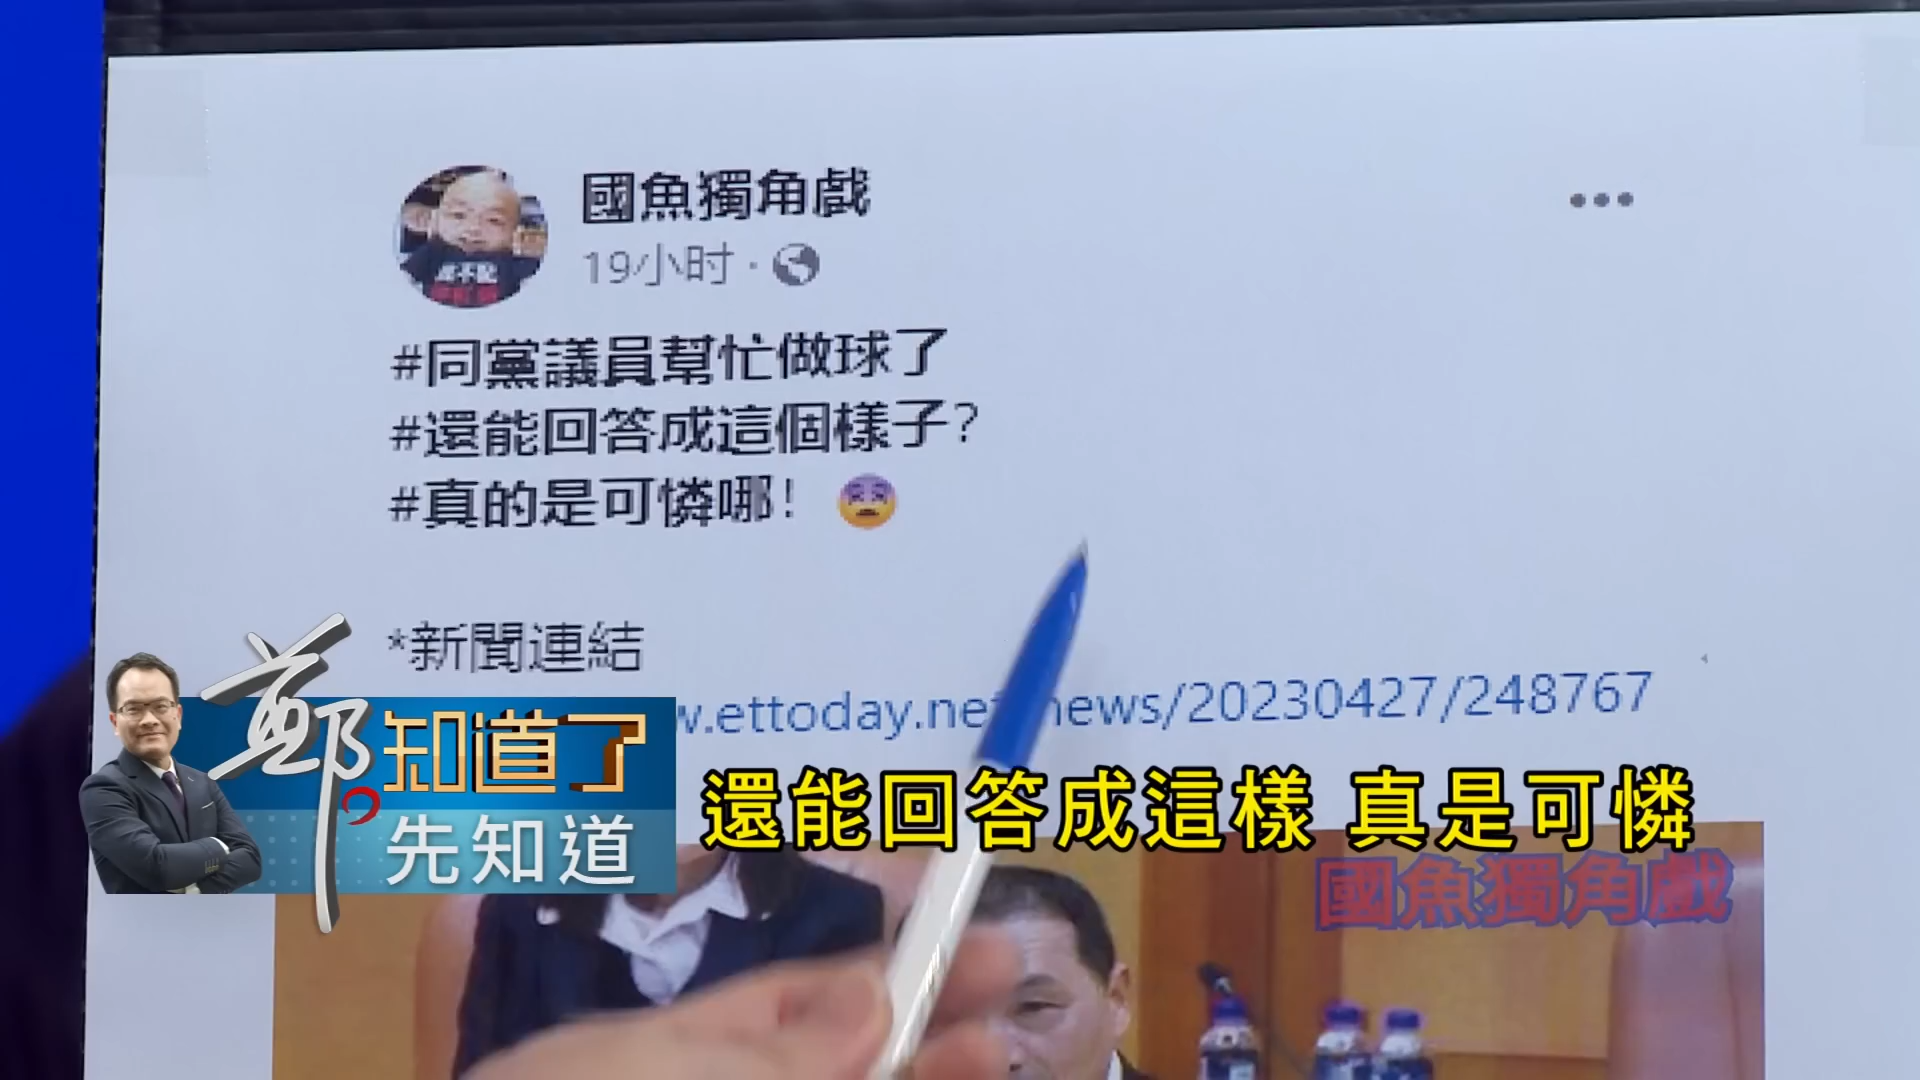 國魚獨角戲
19小时
#同黨議員幫忙做球了
#還能回答成這個樣子?
#真的是可憐哪!
*新聞連結
w.ettoday.net/news/20230427/248767
鄭知道了
先知道
還能回答成這樣 真是可憐
國魚獨角戲